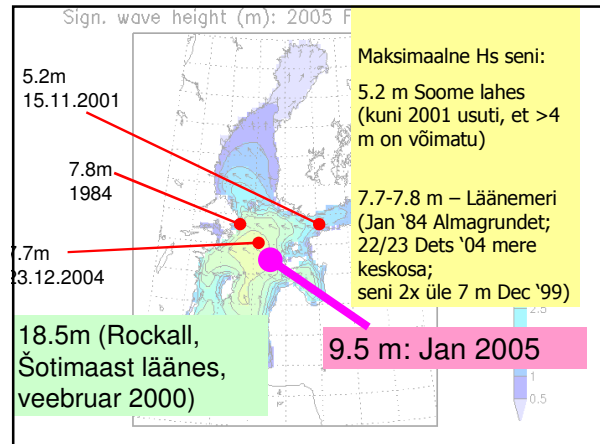 Sign. wave height (m): 2005
5.2m
15.11.2001
7.8m
1984
7.7m
23.12.2004
Maksimaalne Hs seni:
5.2 m Soome lahes
(kuni 2001 usuti, et >4
m on võimatu)
7.7-7.8 m – Läänemeri
(Jan ‘84 Almagrundet;
22/23 Dets ‘04 mere
keskosa;
seni 2x üle 7 m Dec ‘99)
18.5m (Rockall,
Šotimaast läänes,
veebruar 2000)
9.5 m: Jan 2005
2.5
1
0.5